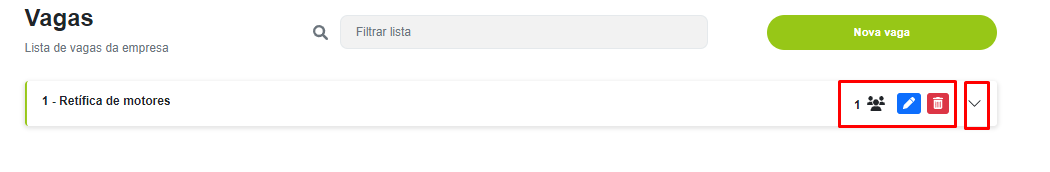 Vagas
Lista de vagas da empresa
Filtrar lista
Nova vaga
1 - Retífica de motores
1